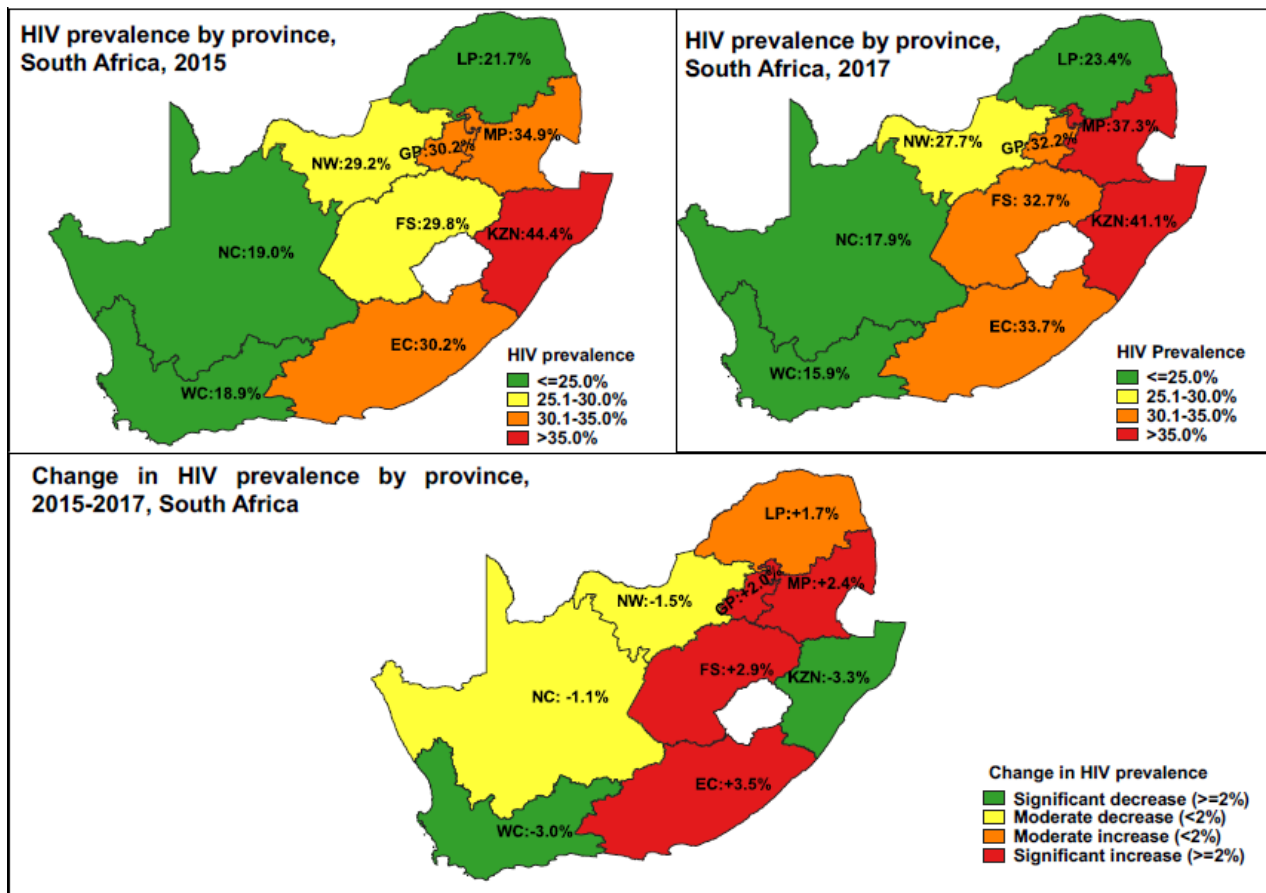 HIV prevalence by province,
South Africa, 2015
LP:21.7%
MP:34.9%
GP:30.2%
NW:29.2%
FS:29.8%
KZN:44.4%
NC:19.0%
EC:30.2%
WC:18.9%
HIV prevalence
<=25.0%
25.1-30.0%
30.1-35.0%
>35.0%
HIV prevalence by province,
South Africa, 2017
LP:23.4%
MP:37.3%
GP:32.2%
NW:27.7%
FS: 32.7%
KZN:41.1%
NC:17.9%
EC:33.7%
WC:15.9%
HIV Prevalence
<=25.0%
25.1-30.0%
30.1-35.0%
>35.0%
Change in HIV prevalence by province,
2015-2017, South Africa
LP:+1.7%
GP:+2.0%
MP:+2.4%
NW:-1.5%
FS:+2.9%
KZN:-3.3%
NC: -1.1%
EC:+3.5%
WC:-3.0%
Change in HIV prevalence
Significant decrease (>=2%)
Moderate decrease (<2%)
Moderate increase (<2%)
Significant increase (>=2%)